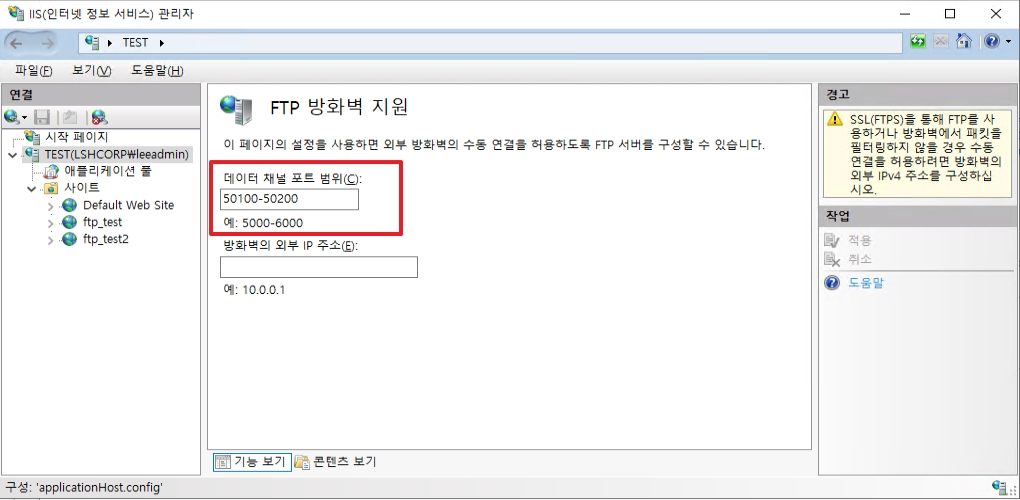 IIS(인터넷 정보 서비스) 관리자
TEST
파일(F) 보기(V) 도움말(H)
연결
시작 페이지
TEST(LSHCORP\leeadmin)
애플리케이션 풀
사이트
Default Web Site
ftp_test
ftp_test2
FTP 방화벽 지원
이 페이지의 설정을 사용하면 외부 방화벽의 수동 연결을 허용하도록 FTP 서버를 구성할 수 있습니다.
데이터 채널 포트 범위(C):
50100-50200
예: 5000-6000
방화벽의 외부 IP 주소(E):
예: 10.0.0.1
기능 보기 콘텐츠 보기
경고
SSL(FTPS)을 통해 FTP를 사
용하거나 방화벽에서 패킷을
필터링하지 않을 경우 수동
연결을 허용하려면 방화벽의
외부 IPv4 주소를 구성하십
시오.
작업
적용
취소
도움말
구성: 'applicationHost.config'